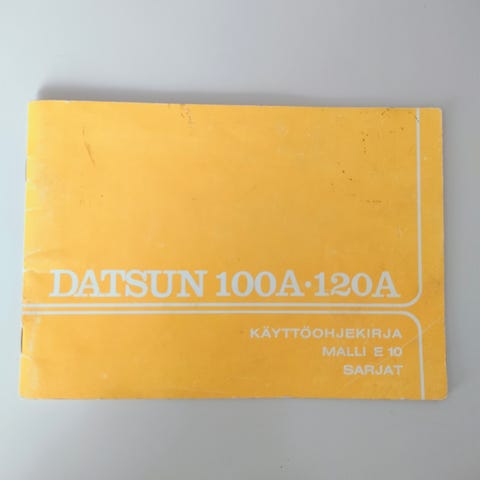 DATSUN 100A·120A
KÄYTTÖOHJEKIRJA
MALLI E 10
SARJAT